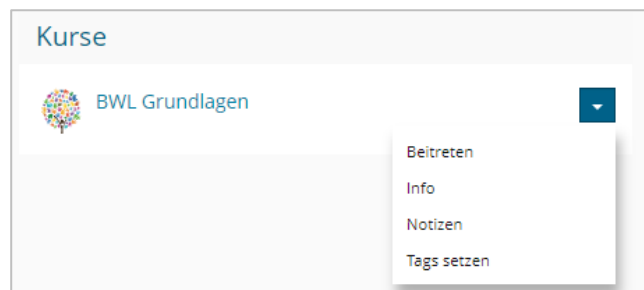 Kurse
BWL Grundlagen
Beitreten
Info
Notizen
Tags setzen